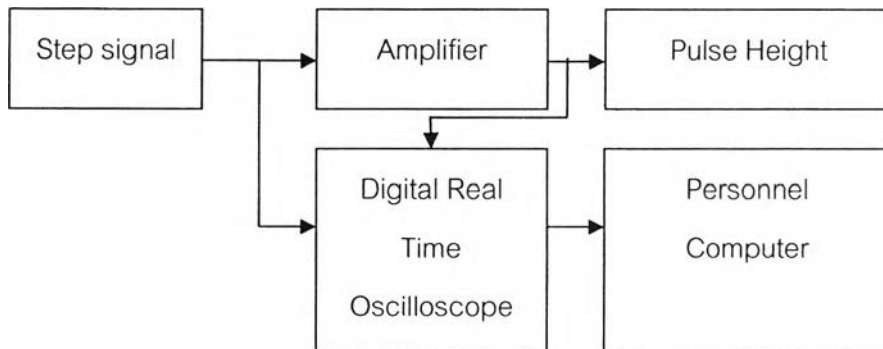 Step signal
Amplifier
Pulse Height
Digital Real
Time
Oscilloscope
Personnel
Computer